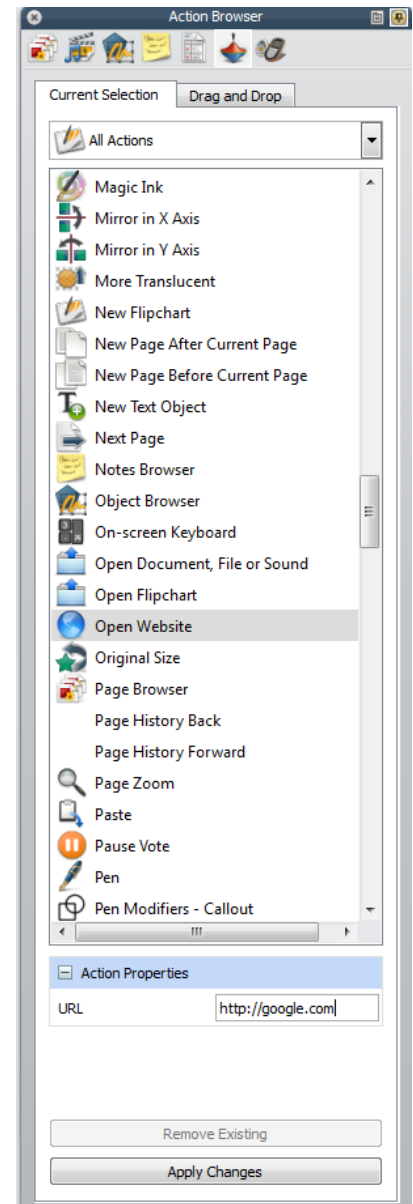 Action Browser
Current Selection
Drag and Drop
All Actions
Magic Ink
Mirror in X Axis
Mirror in Y Axis
More Translucent
New Flipchart
New Page After Current Page
New Page Before Current Page
New Text Object
Next Page
Notes Browser
Object Browser
On-screen Keyboard
Open Document, File or Sound
Open Flipchart
Open Website
Original Size
Page Browser
Page History Back
Page History Forward
Page Zoom
Paste
Pause Vote
Pen
Pen Modifiers - Callout
Action Properties
URL http://google.com
Remove Existing
Apply Changes